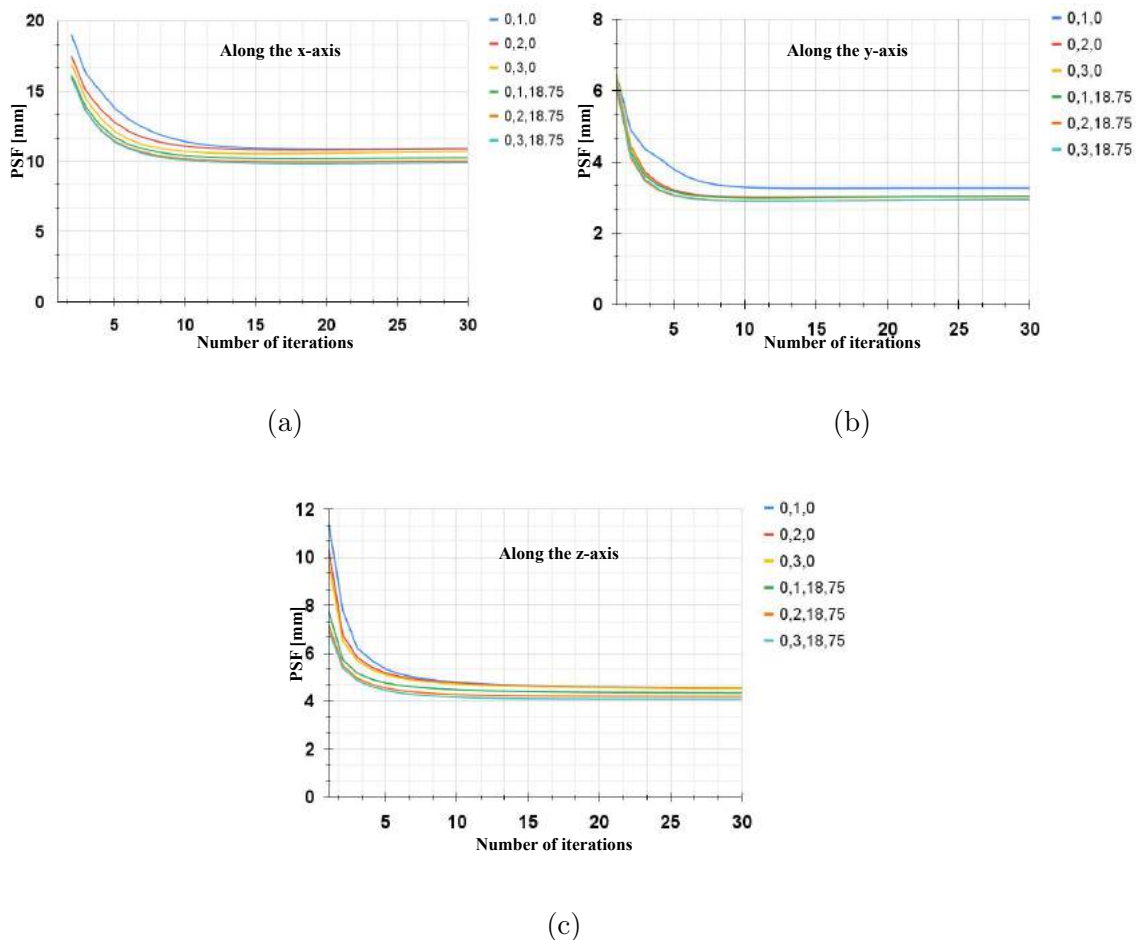 Along the x-axis
PSF [mm]
20
15
10
5
0
5 10 15 20 25 30
Number of iterations
0,1,0
0,2,0
0,3,0
0,1,18.75
0,2,18.75
0,3,18.75
(a)
Along the y-axis
PSF [mm]
8
6
4
2
0
5 10 15 20 25 30
Number of iterations
0,1,0
0,2,0
0,3,0
0,1,18.75
0,2,18.75
0,3,18.75
(b)
Along the z-axis
PSF [mm]
12
10
8
6
4
2
0
5 10 15 20 25 30
Number of iterations
0,1,0
0,2,0
0,3,0
0,1,18,75
0,2,18,75
0,3,18,75
(c)